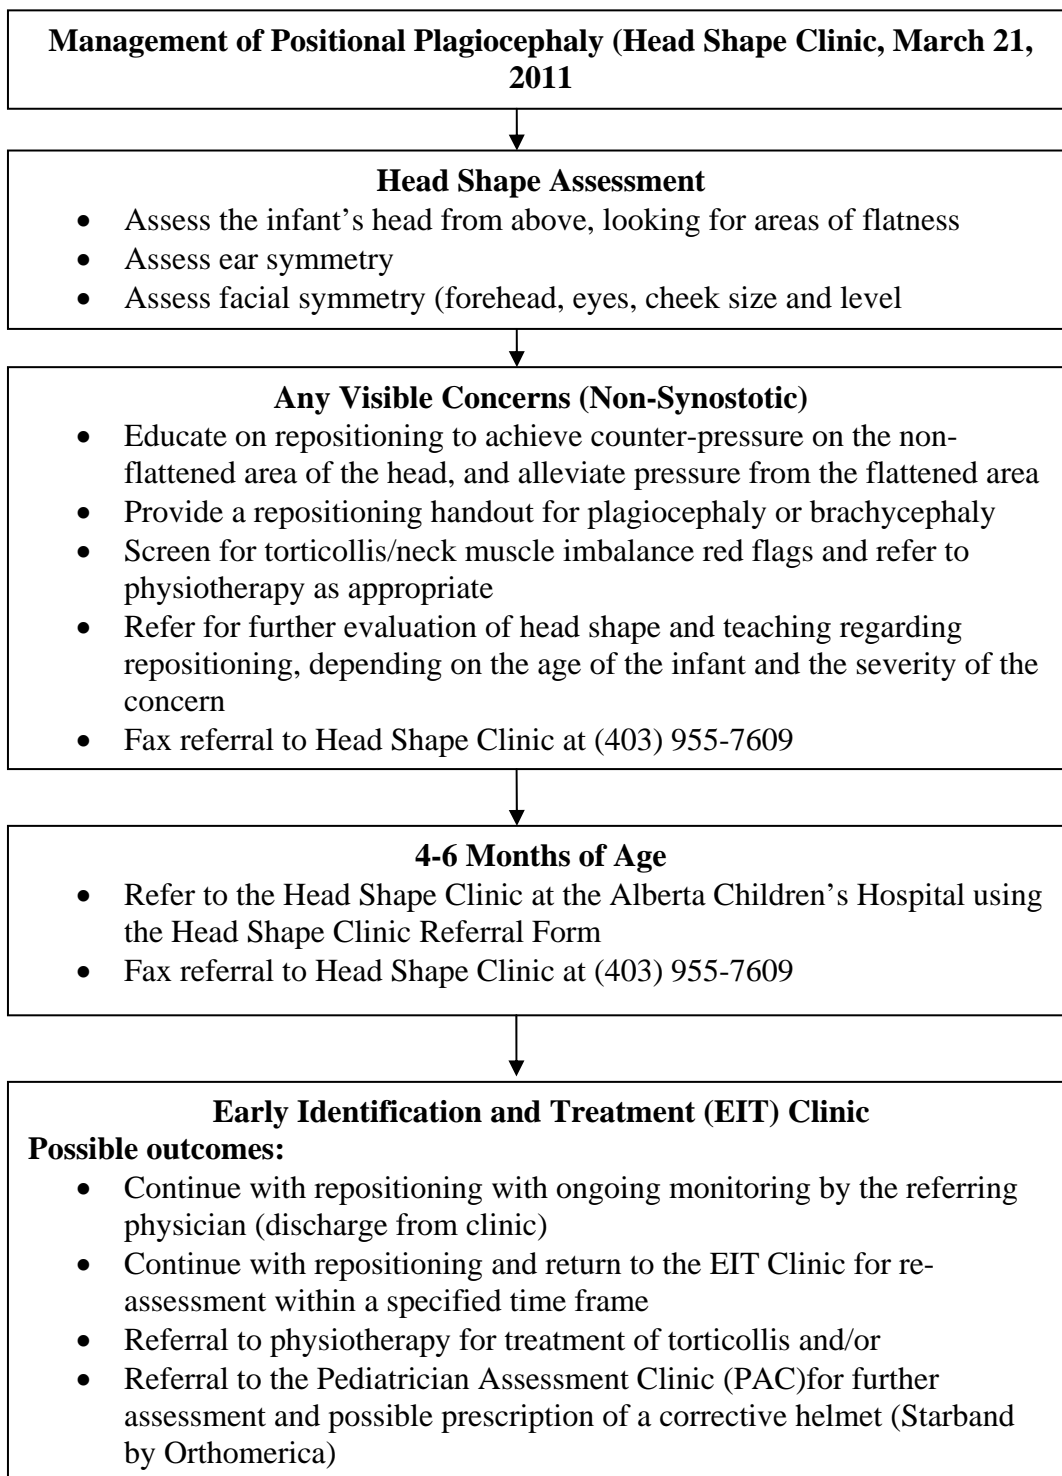 Management of Positional Plagiocephaly (Head Shape Clinic, March 21,
2011
Head Shape Assessment
• Assess the infant’s head from above, looking for areas of flatness
• Assess ear symmetry
• Assess facial symmetry (forehead, eyes, cheek size and level
Any Visible Concerns (Non-Synostotic)
• Educate on repositioning to achieve counter-pressure on the non-
flattened area of the head, and alleviate pressure from the flattened area
• Provide a repositioning handout for plagiocephaly or brachycephaly
• Screen for torticollis/neck muscle imbalance red flags and refer to
physiotherapy as appropriate
• Refer for further evaluation of head shape and teaching regarding
repositioning, depending on the age of the infant and the severity of the
concern
• Fax referral to Head Shape Clinic at (403) 955-7609
4-6 Months of Age
• Refer to the Head Shape Clinic at the Alberta Children’s Hospital using
the Head Shape Clinic Referral Form
• Fax referral to Head Shape Clinic at (403) 955-7609
Early Identification and Treatment (EIT) Clinic
Possible outcomes:
• Continue with repositioning with ongoing monitoring by the referring
physician (discharge from clinic)
• Continue with repositioning and return to the EIT Clinic for re-
assessment within a specified time frame
• Referral to physiotherapy for treatment of torticollis and/or
• Referral to the Pediatrician Assessment Clinic (PAC)for further
assessment and possible prescription of a corrective helmet (Starband
by Orthomerica)